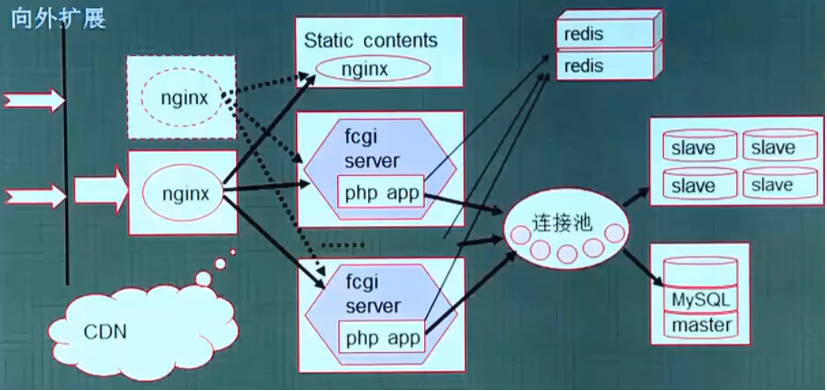 向外扩展
Static contents
nginx
redis
redis
nginx
fcgi
server
php app
slave
slave
slave
slave
nginx
连接池
CDN
fcgi
server
php app
MySQL
master